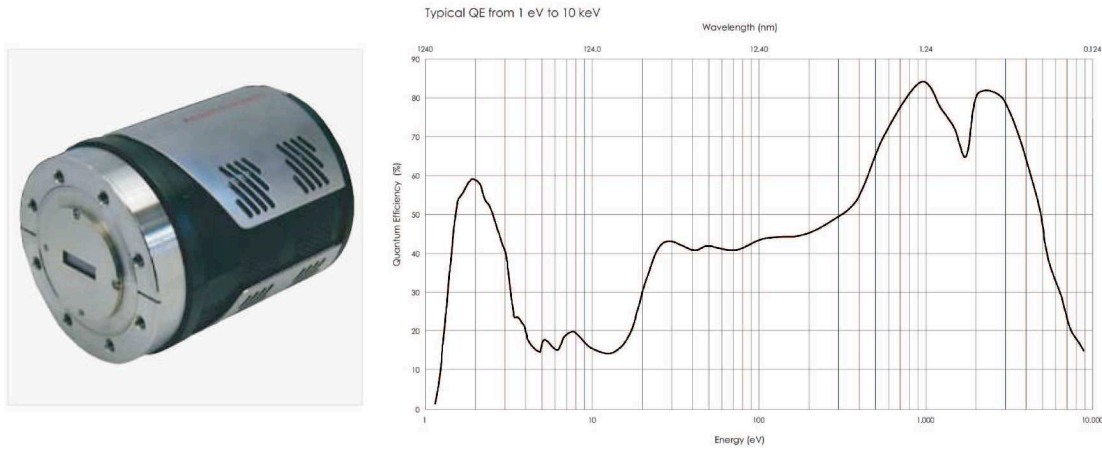 Typical QE from 1 eV to 10 keV
Wavelength (nm)
1240 124.0 12.40 1.24 0.124
90
80
70
60
50
40
30
20
10
0
Quantum Efficiency (%)
1 10 100 1,000 10,000
Energy (eV)